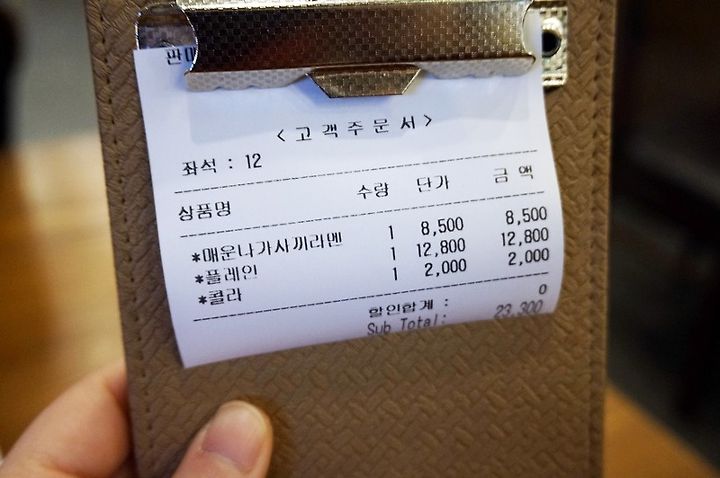 판매
<고객주문서>
좌석 : 12
상품명 수량 단가 금액
*매운나가사끼라멘 1 8,500 8,500
*플레인 1 12,800 12,800
*콜라 1 2,000 2,000
할인합계 : 0
Sub Total: 23,300